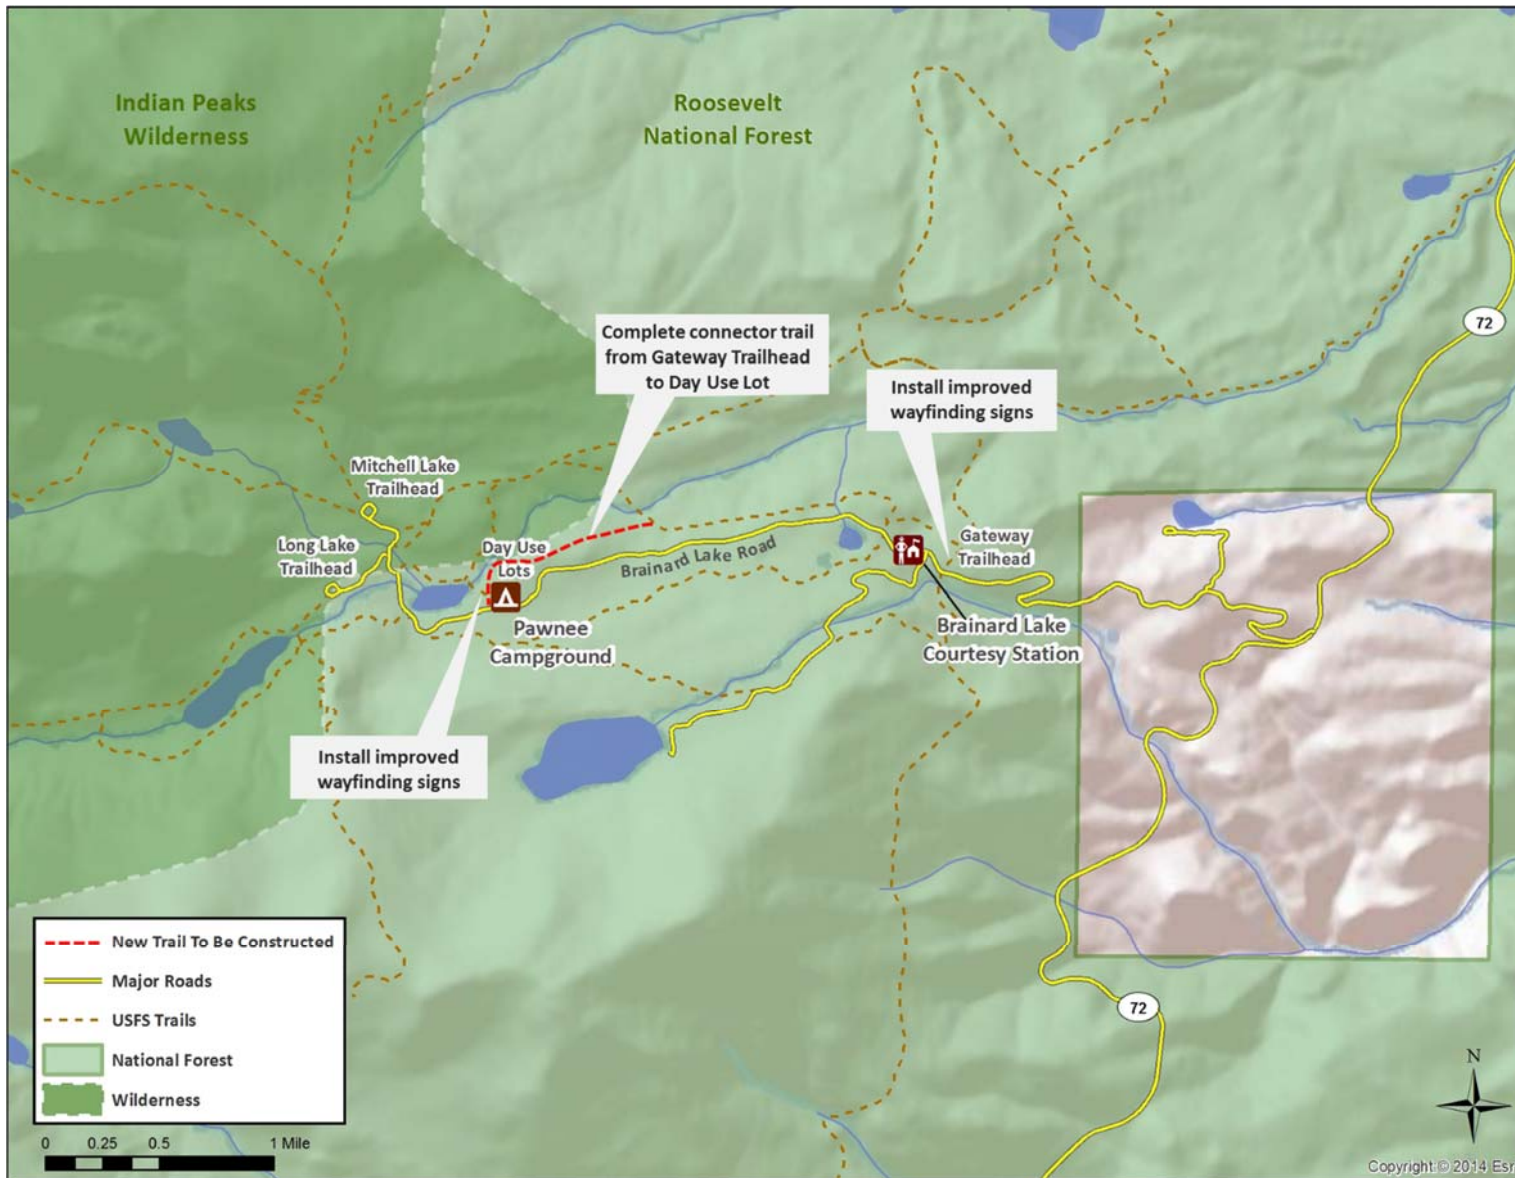 Indian Peaks
Wilderness
Roosevelt
National Forest
72
Complete connector trail
from Gateway Trailhead
to Day Use Lot
Install improved
wayfinding signs
Mitchell Lake
Trailhead
Long Lake
Trailhead
Day Use
Lots
Brainard Lake Road
Gateway
Trailhead
Pawnee
Campground
Brainard Lake
Courtesy Station
Install improved
wayfinding signs
New Trail To Be Constructed
Major Roads
USFS Trails
National Forest
Wilderness
0 0.25 0.5 1 Mile
72
N
Copyright:© 2014 Esr